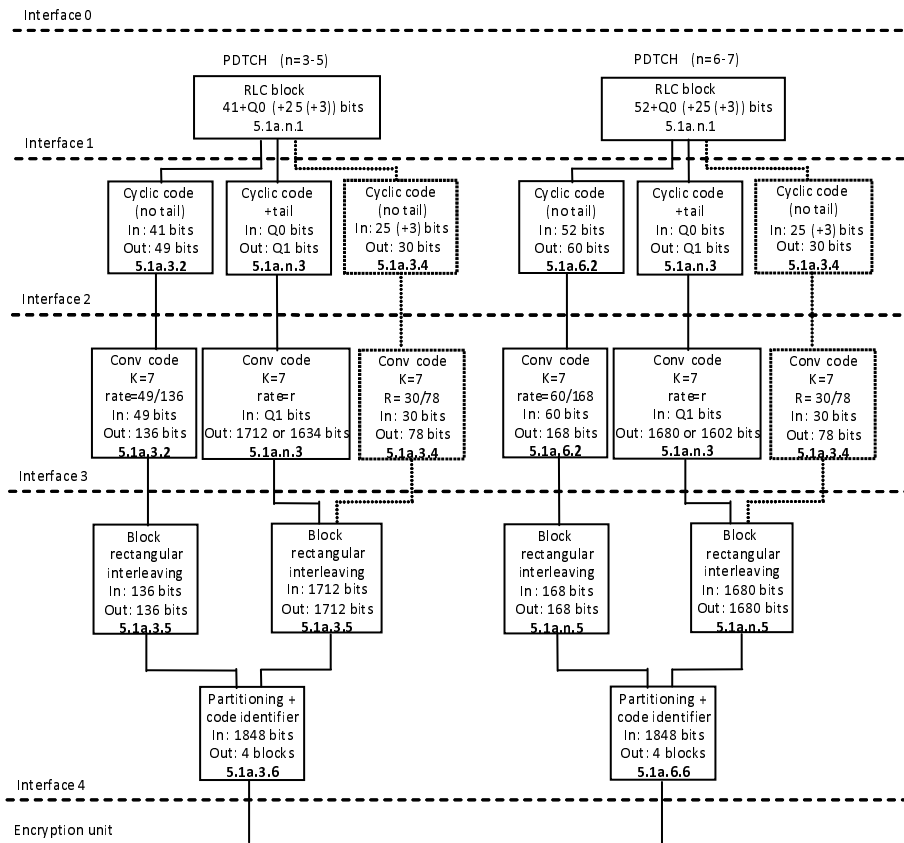 Interface 0
PDTCH (n=3-5)
RLC block
41+Q0 (+25 (+3)) bits
5.1a.n.1
PDTCH (n=6-7)
RLC block
52+Q0 (+25 (+3)) bits
5.1a.n.1
Interface 1
Cyclic code
(no tail)
In: 41 bits
Out: 49 bits
5.1a.3.2
Cyclic code
+tail
In: Q0 bits
Out: Q1 bits
5.1a.n.3
Cyclic code
(no tail)
In: 25 (+3) bits
Out: 30 bits
5.1a.3.4
Cyclic code
(no tail)
In: 52 bits
Out: 60 bits
5.1a.6.2
Cyclic code
+tail
In: Q0 bits
Out: Q1 bits
5.1a.n.3
Cyclic code
(no tail)
In: 25 (+3) bits
Out: 30 bits
5.1a.3.4
Interface 2
Conv code
K=7
rate=49/136
In: 49 bits
Out: 136 bits
5.1a.3.2
Conv code
K=7
rate=r
In: Q1 bits
Out: 1712 or 1634 bits
5.1a.n.3
Conv code
K=7
R= 30/78
In: 30 bits
Out: 78 bits
5.1a.3.4
Conv code
K=7
rate=60/168
In: 60 bits
Out: 168 bits
5.1a.6.2
Conv code
K=7
rate=r
In: Q1 bits
Out: 1680 or 1602 bits
5.1a.n.3
Conv code
K=7
R= 30/78
In: 30 bits
Out: 78 bits
5.1a.3.4
Interface 3
Block
rectangular
interleaving
In: 136 bits
Out: 136 bits
5.1a.3.5
Block
rectangular
interleaving
In: 1712 bits
Out: 1712 bits
5.1a.3.5
Block
rectangular
interleaving
In: 168 bits
Out: 168 bits
5.1a.n.5
Block
rectangular
interleaving
In: 1680 bits
Out: 1680 bits
5.1a.n.5
Partitioning +
code identifier
In: 1848 bits
Out: 4 blocks
5.1a.3.6
Partitioning +
code identifier
In: 1848 bits
Out: 4 blocks
5.1a.6.6
Interface 4
Encryption unit